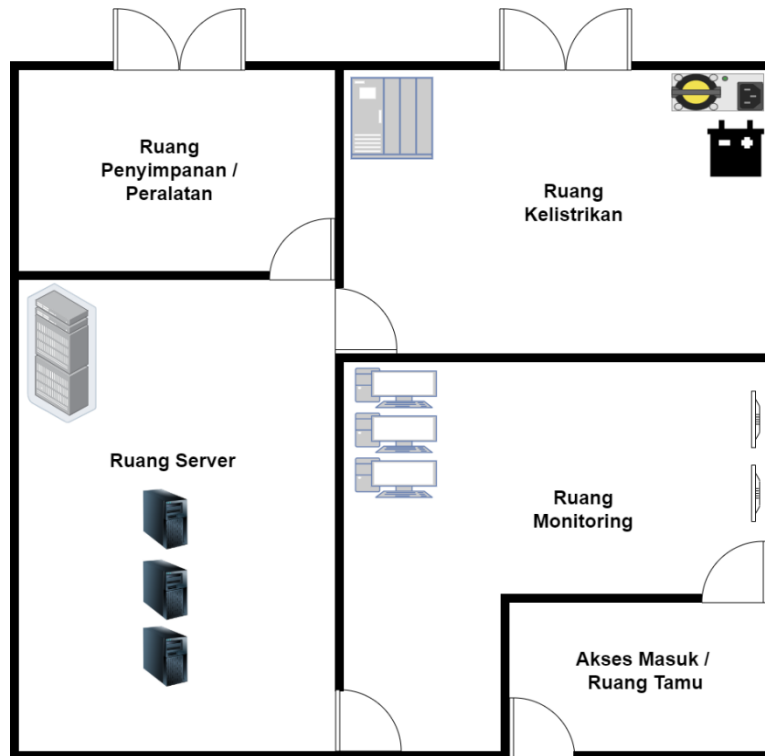 Ruang
Penyimpanan /
Peralatan
Ruang
Kelistrikan
Ruang Server
Ruang
Monitoring
Akses Masuk /
Ruang Tamu